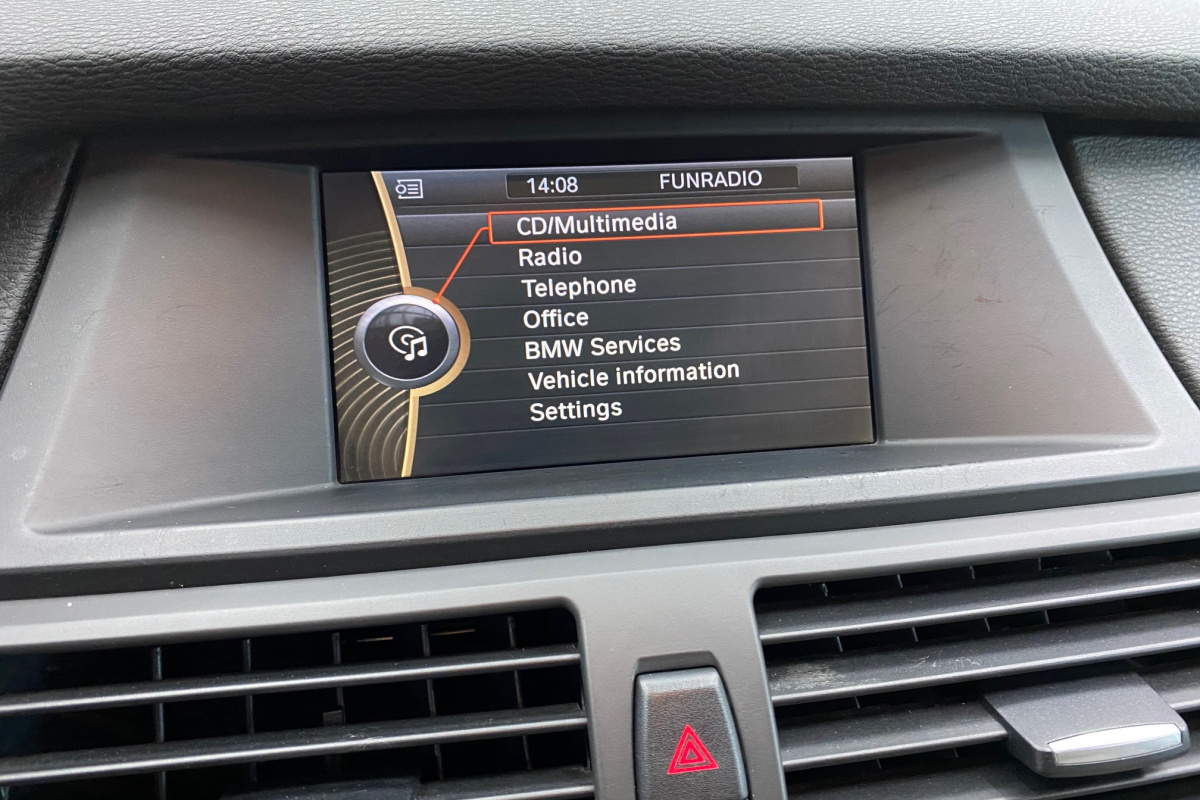 14:08 FUNRADIO
CD/Multimedia
Radio
Telephone
Office
BMW Services
Vehicle information
Settings